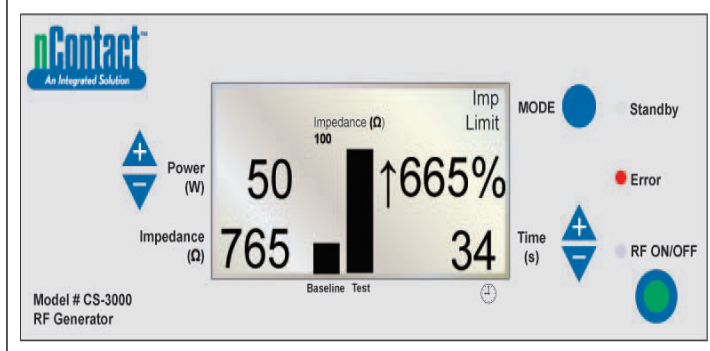 nContact™
An Integrated Solution
Imp
Limit
Impedance (Ω)
100
MODE
Standby
Power
(W)
50
↑665%
Error
Impedance
(Ω)
765
34
Time
(s)
RF ON/OFF
Baseline Test
Model # CS-3000
RF Generator